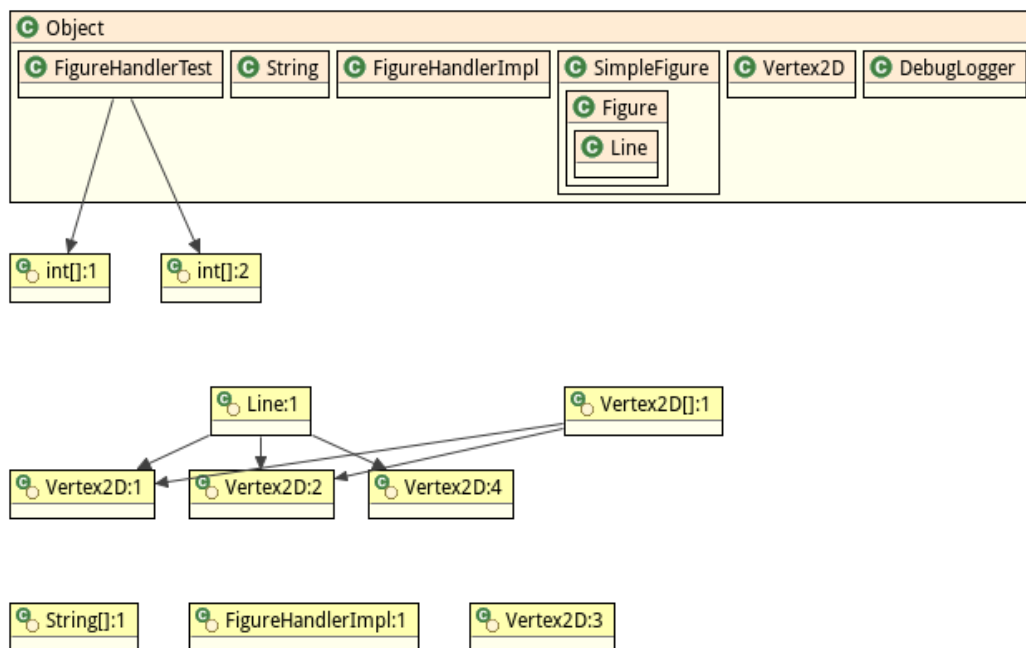 C Object
C FigureHandlerTest C String C FigureHandlerImpl C SimpleFigure C Vertex2D C DebugLogger
C Figure
C Line
C int[]:1 C int[]:2
C Line:1 C Vertex2D[]:1
C Vertex2D:1 C Vertex2D:2 C Vertex2D:4
C String[]:1 C FigureHandlerImpl:1 C Vertex2D:3